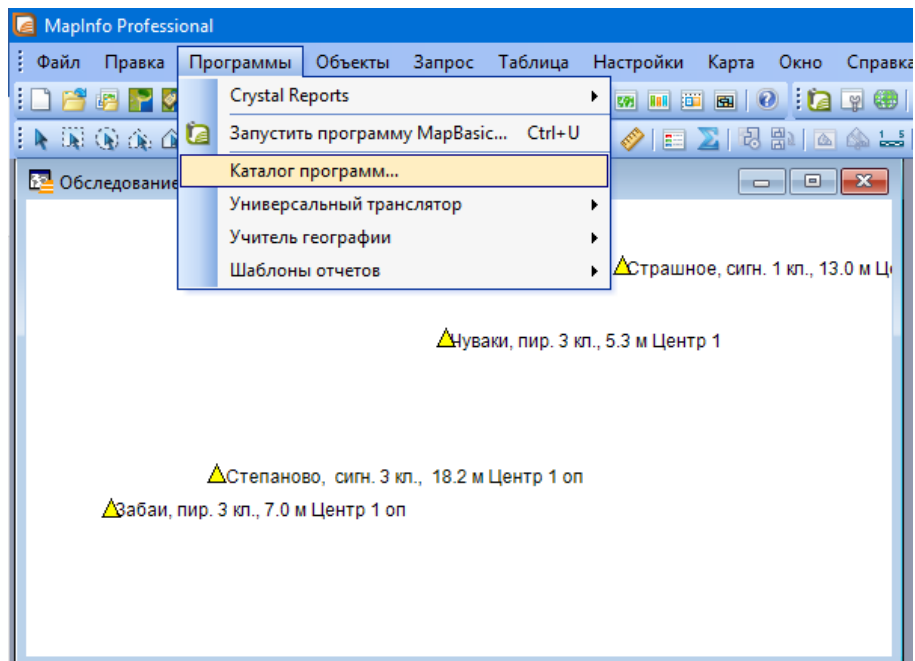 MapInfo Professional
Файл Правка Программы Объекты Запрос Таблица Настройки Карта Окно Справка
Crystal Reports
Запустить программу MapBasic... Ctrl+U
Каталог программ...
Обследование
Универсальный транслятор
Учитель географии
Шаблоны отчетов
Страшное, сигн. 1 кл., 13.0 м Це
Чуваки, пир. 3 кл., 5.3 м Центр 1
Степаново, сигн. 3 кл., 18.2 м Центр 1 оп
Забаи, пир. 3 кл., 7.0 м Центр 1 оп